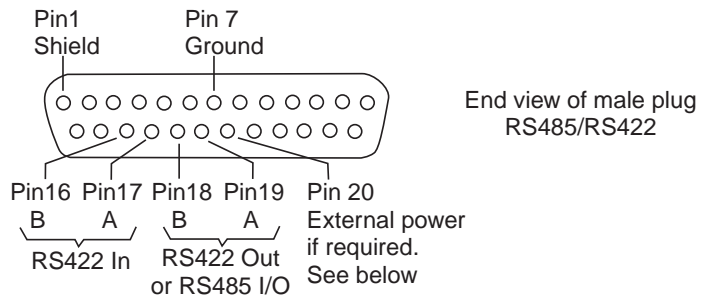 Pin1
Shield
Pin 7
Ground
End view of male plug
RS485/RS422
Pin16
B
Pin17
A
RS422 In
Pin18
B
Pin19
A
RS422 Out
or RS485 I/O
Pin 20
External power
if required.
See below